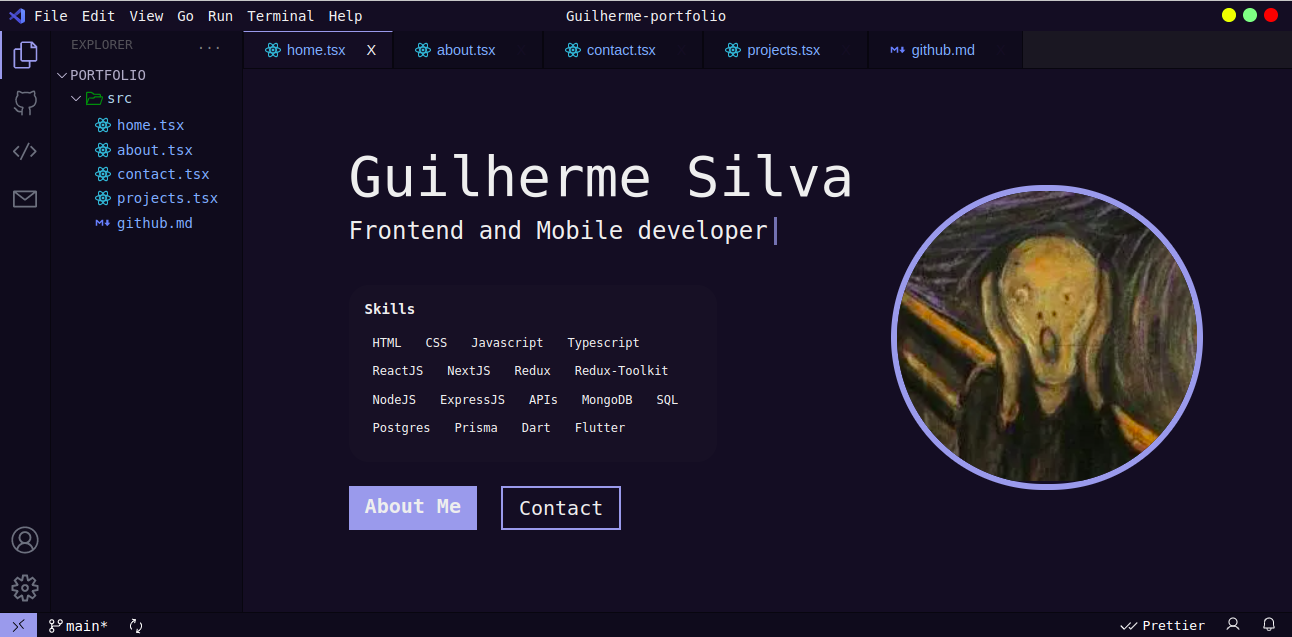 File Edit View Go Run Terminal Help
Guilherme-portfolio
EXPLORER ...
PORTFOLIO
src
home.tsx
about.tsx
contact.tsx
projects.tsx
github.md
home.tsx X about.tsx contact.tsx projects.tsx github.md
Guilherme Silva
Frontend and Mobile developer
Skills
HTML CSS Javascript Typescript
ReactJS NextJS Redux Redux-Toolkit
NodeJS ExpressJS APIs MongoDB SQL
Postgres Prisma Dart Flutter
About Me Contact
main* Prettier